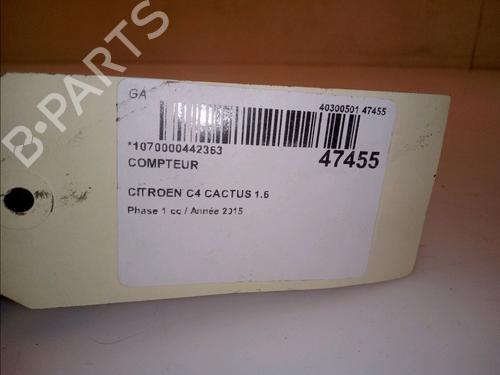 B-PARTS
GA
40300501 47455
*1070000442363
47455
COMPTEUR
CITROEN C4 CACTUS 1.6
Phase 1 cc / Année 2015